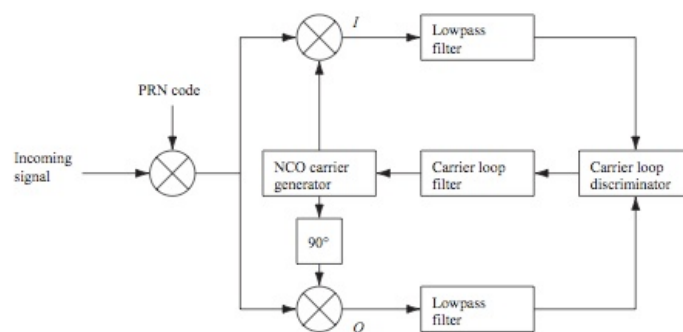 I
Lowpass
filter
PRN code
Incoming
signal
NCO carrier
generator
Carrier loop
filter
Carrier loop
discriminator
90°
Lowpass
filter
Q